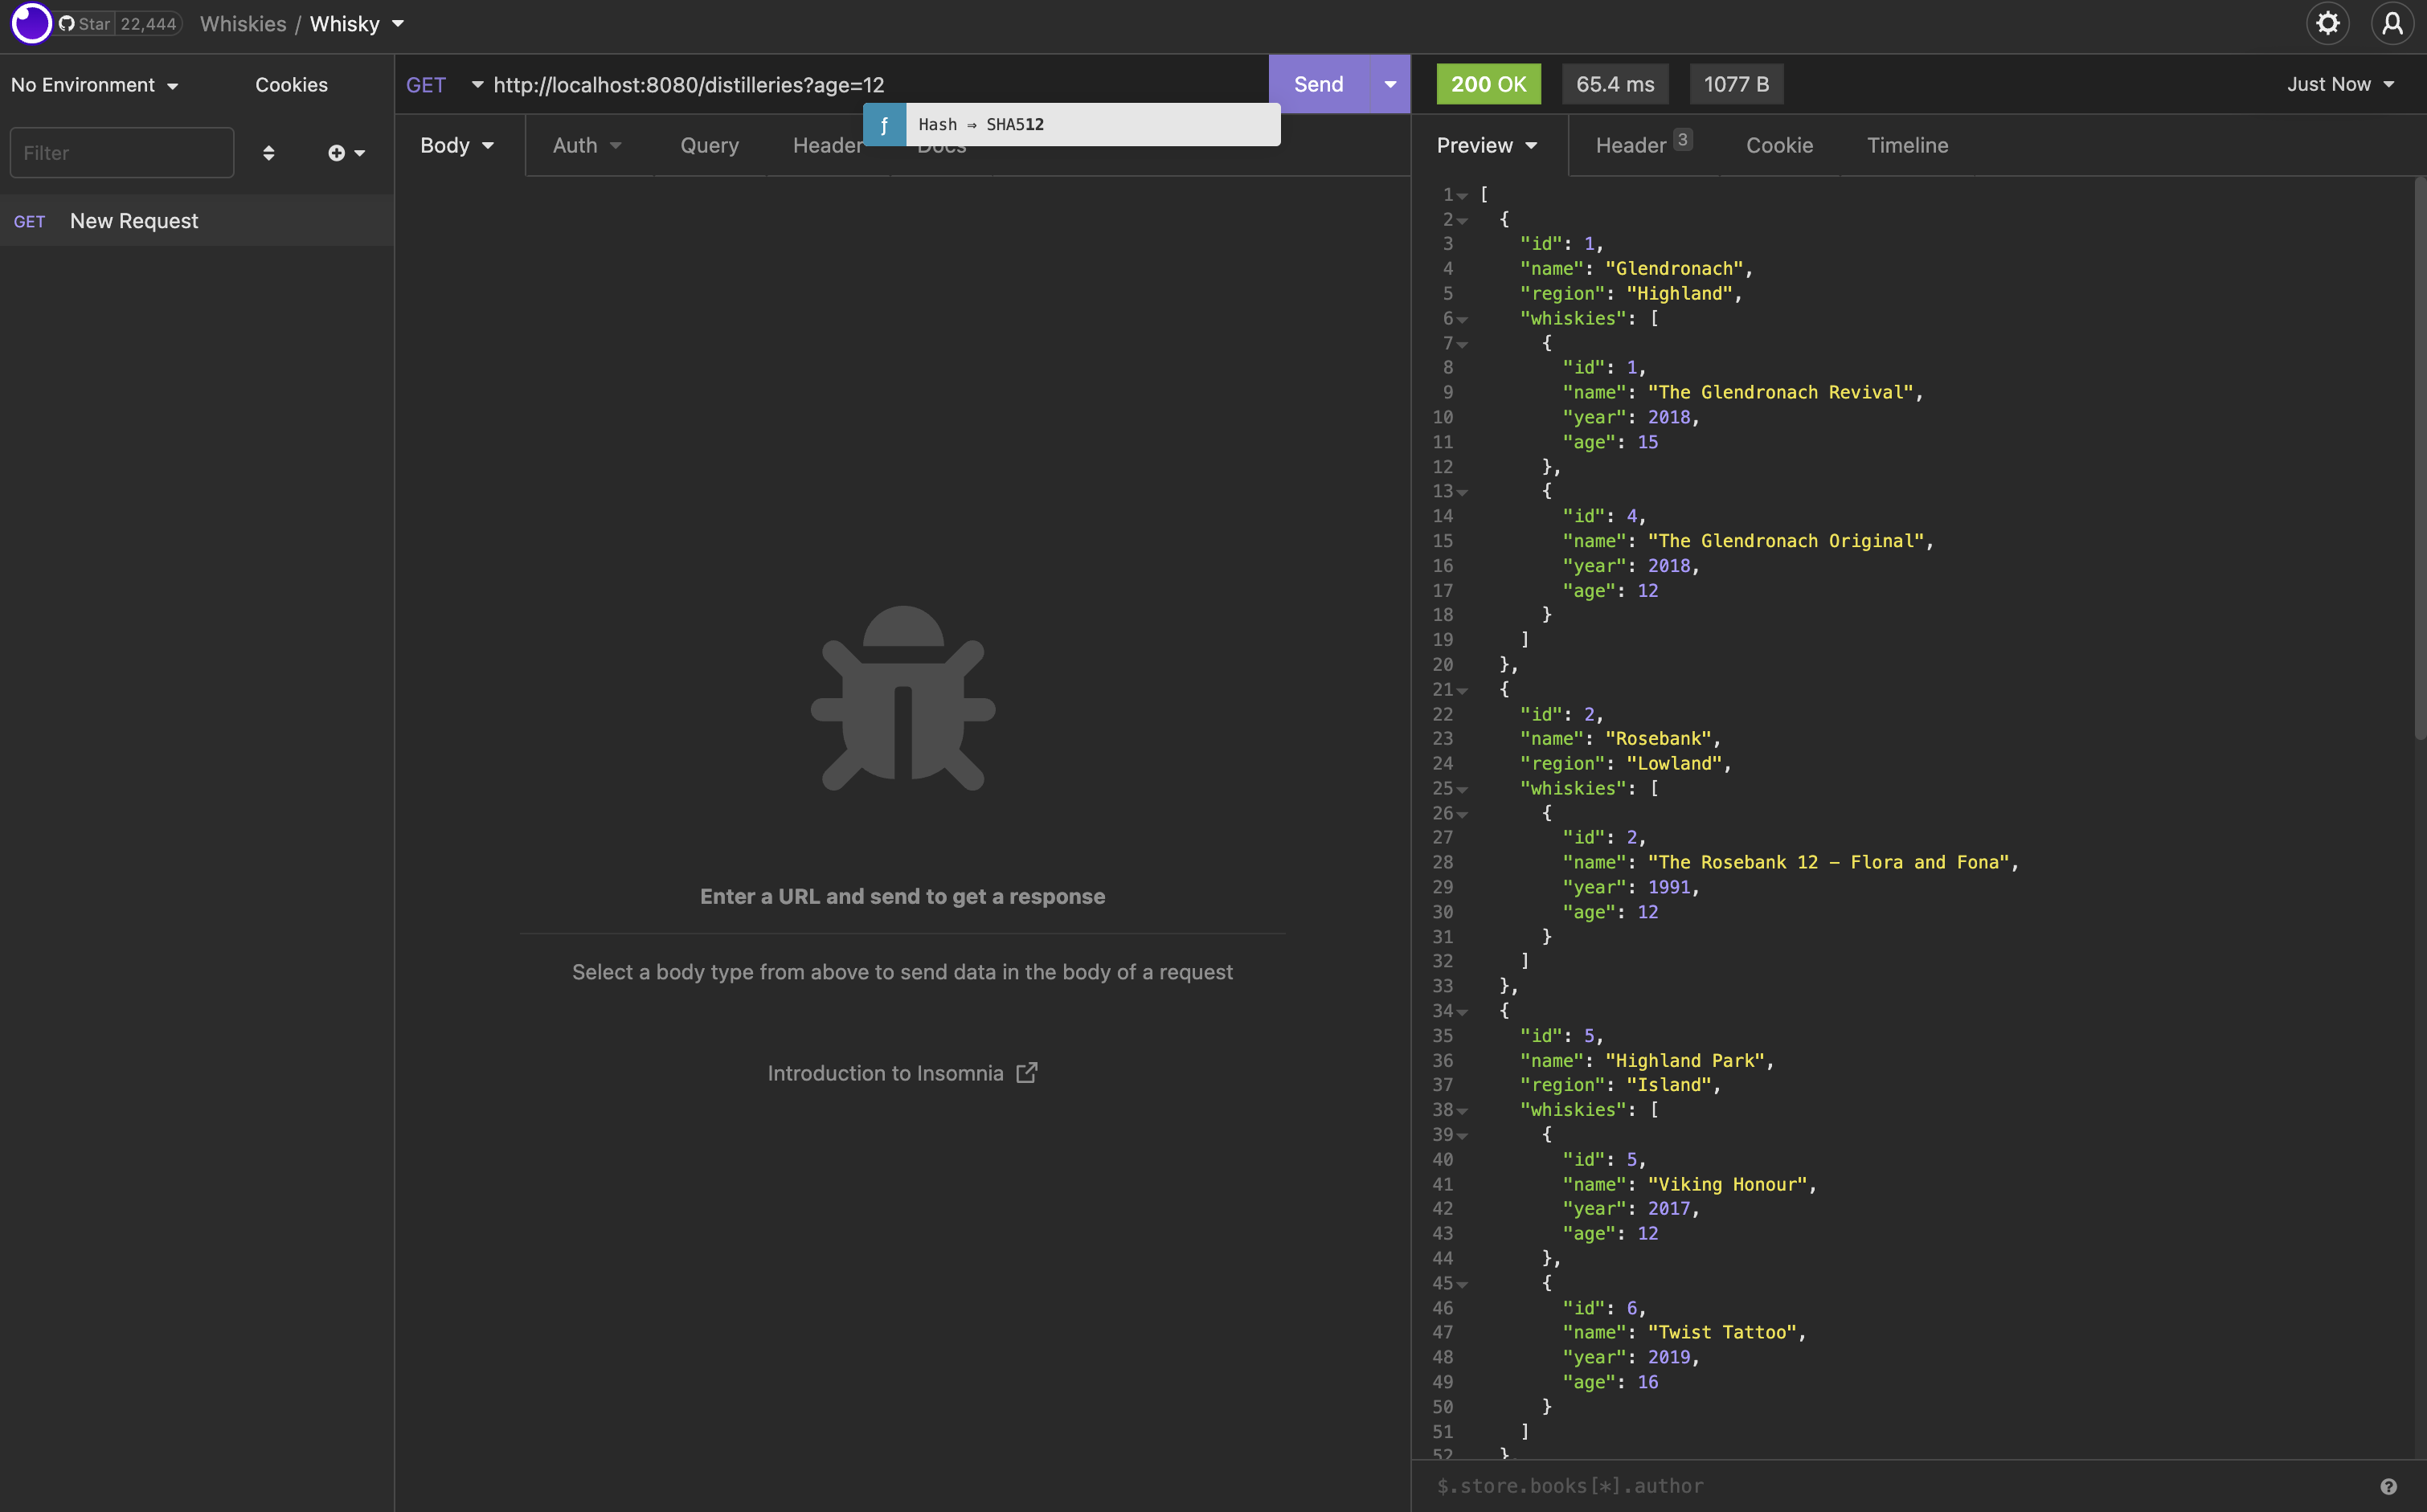 Star 22,444 Whiskies / Whisky
No Environment Cookies
Filter
GET New Request
GET http://localhost:8080/distilleries?age=12 Send
ƒ Hash ⇒ SHA512
Body Auth Query Header Docs
Enter a URL and send to get a response
Select a body type from above to send data in the body of a request
Introduction to Insomnia
200 OK 65.4 ms 1077 B Just Now
Preview Header 3 Cookie Timeline
1 [
2 {
3 "id": 1,
4 "name": "Glendronach",
5 "region": "Highland",
6 "whiskies": [
7 {
8 "id": 1,
9 "name": "The Glendronach Revival",
10 "year": 2018,
11 "age": 15
12 },
13 {
14 "id": 4,
15 "name": "The Glendronach Original",
16 "year": 2018,
17 "age": 12
18 }
19 ]
20 },
21 {
22 "id": 2,
23 "name": "Rosebank",
24 "region": "Lowland",
25 "whiskies": [
26 {
27 "id": 2,
28 "name": "The Rosebank 12 – Flora and Fona",
29 "year": 1991,
30 "age": 12
31 }
32 ]
33 },
34 {
35 "id": 5,
36 "name": "Highland Park",
37 "region": "Island",
38 "whiskies": [
39 {
40 "id": 5,
41 "name": "Viking Honour",
42 "year": 2017,
43 "age": 12
44 },
45 {
46 "id": 6,
47 "name": "Twist Tattoo",
48 "year": 2019,
49 "age": 16
50 }
51 ]
52 }
$.store.books[*].author